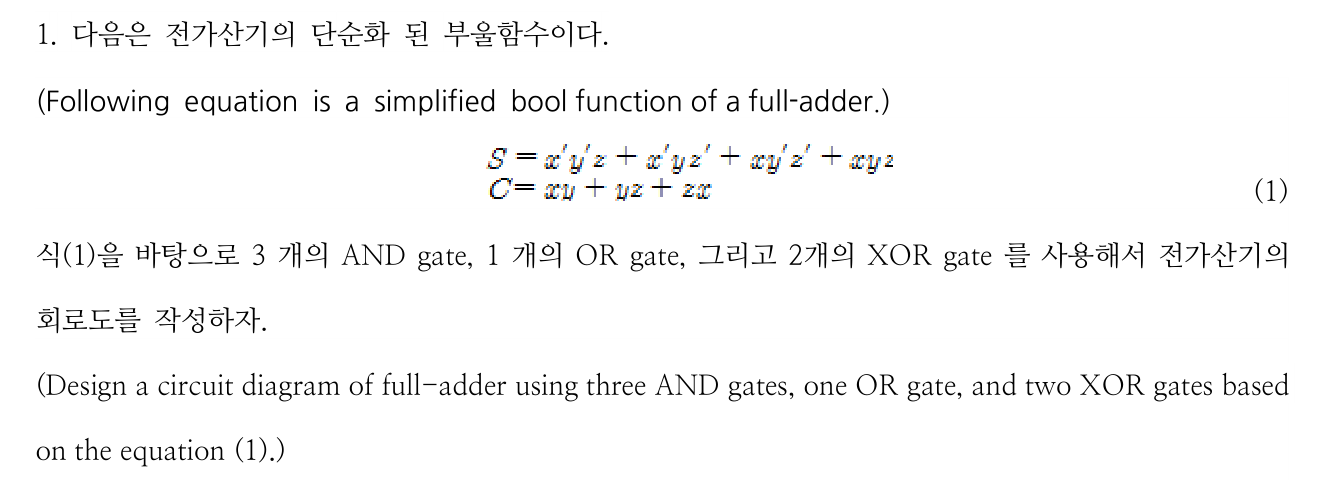 1. 다음은 전가산기의 단순화 된 부울함수이다.
(Following equation is a simplified bool function of a full-adder.)
S = x′y′z + x′yz′ + xy′z′ + xyz
C = xy + yz + zx (1)
식(1)을 바탕으로 3 개의 AND gate, 1 개의 OR gate, 그리고 2개의 XOR gate 를 사용해서 전가산기의
회로도를 작성하자.
(Design a circuit diagram of full-adder using three AND gates, one OR gate, and two XOR gates based
on the equation (1).)